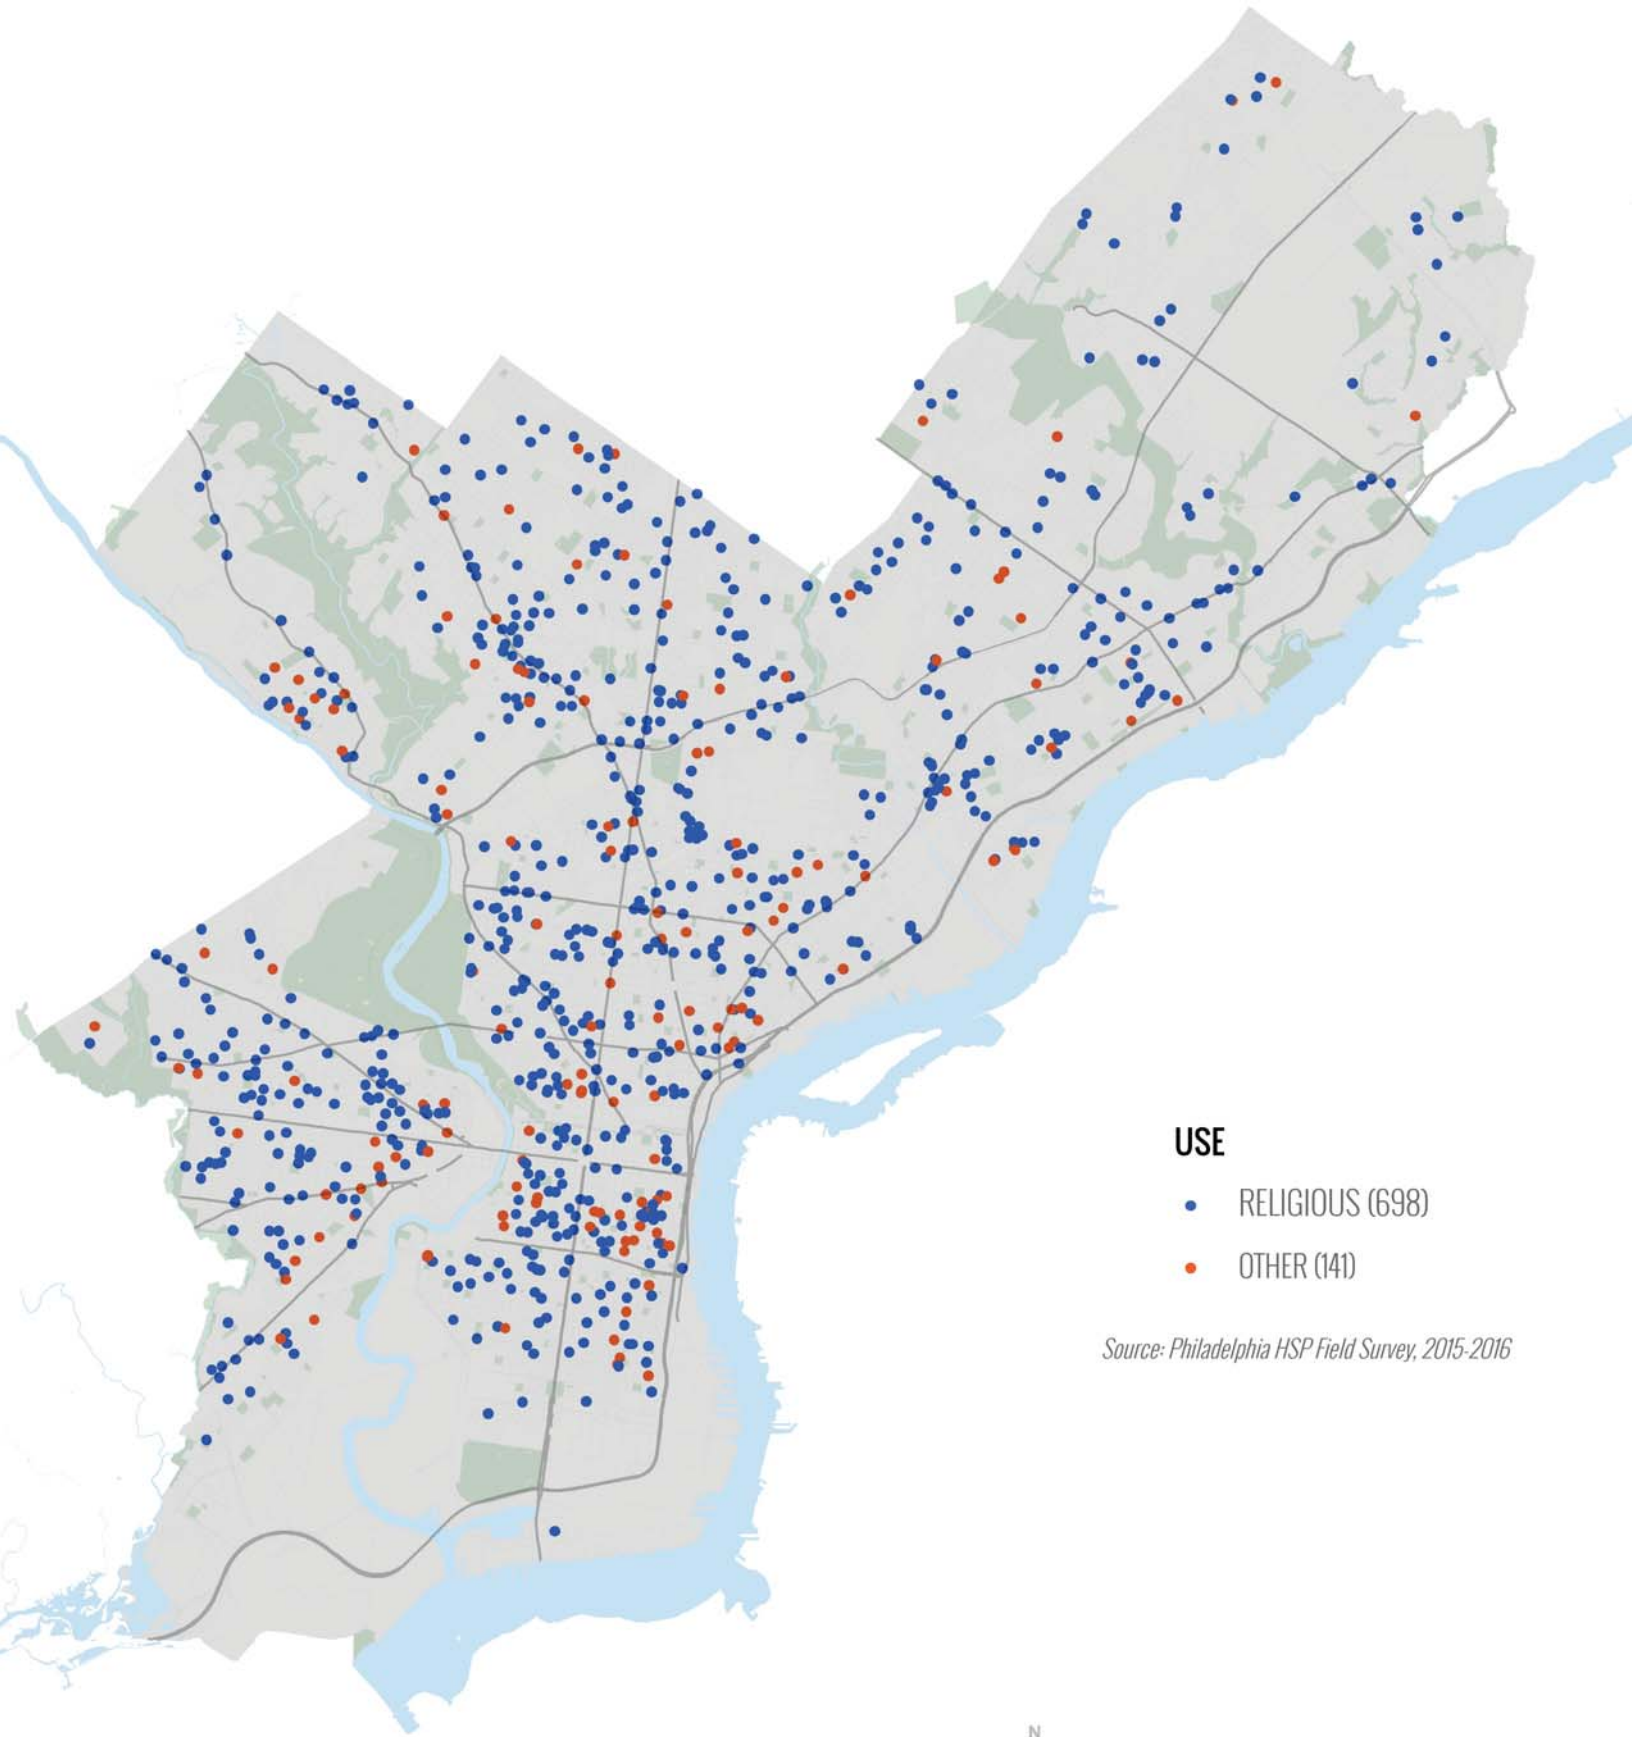 USE
RELIGIOUS (698)
OTHER (141)
Source: Philadelphia HSP Field Survey, 2015-2016
N